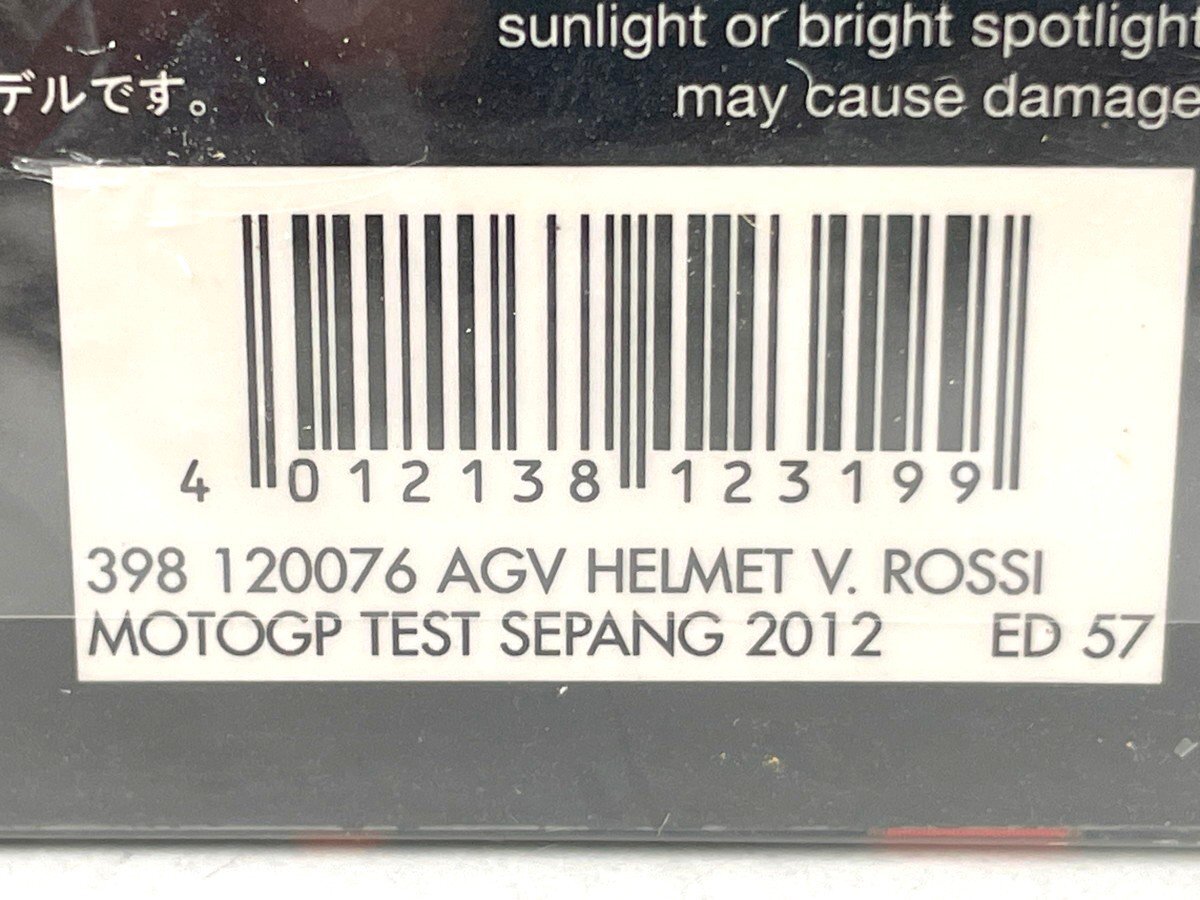 sunlight or bright spotlight
デルです。
may cause damage
4 012138 123199
398 120076 AGV HELMET V. ROSSI
MOTOGP TEST SEPANG 2012 ED 57